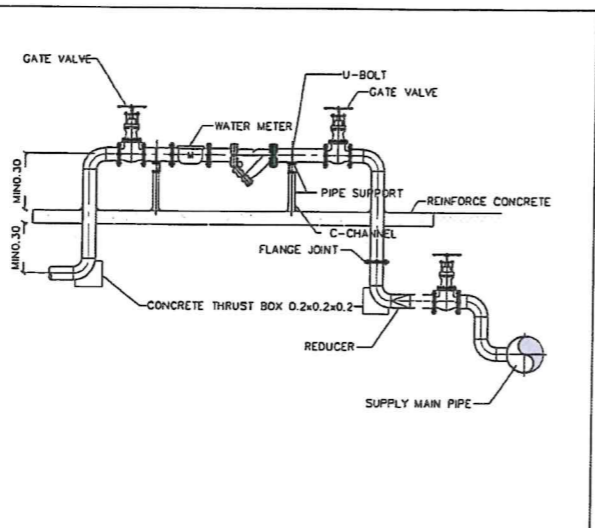 GATE VALVE
U-BOLT
GATE VALVE
WATER METER
M
MIN0.30
PIPE SUPPORT
REINFORCE CONCRETE
C-CHANNEL
MIN0.30
FLANGE JOINT
CONCRETE THRUST BOX 0.2x0.2x0.2
REDUCER
SUPPLY MAIN PIPE